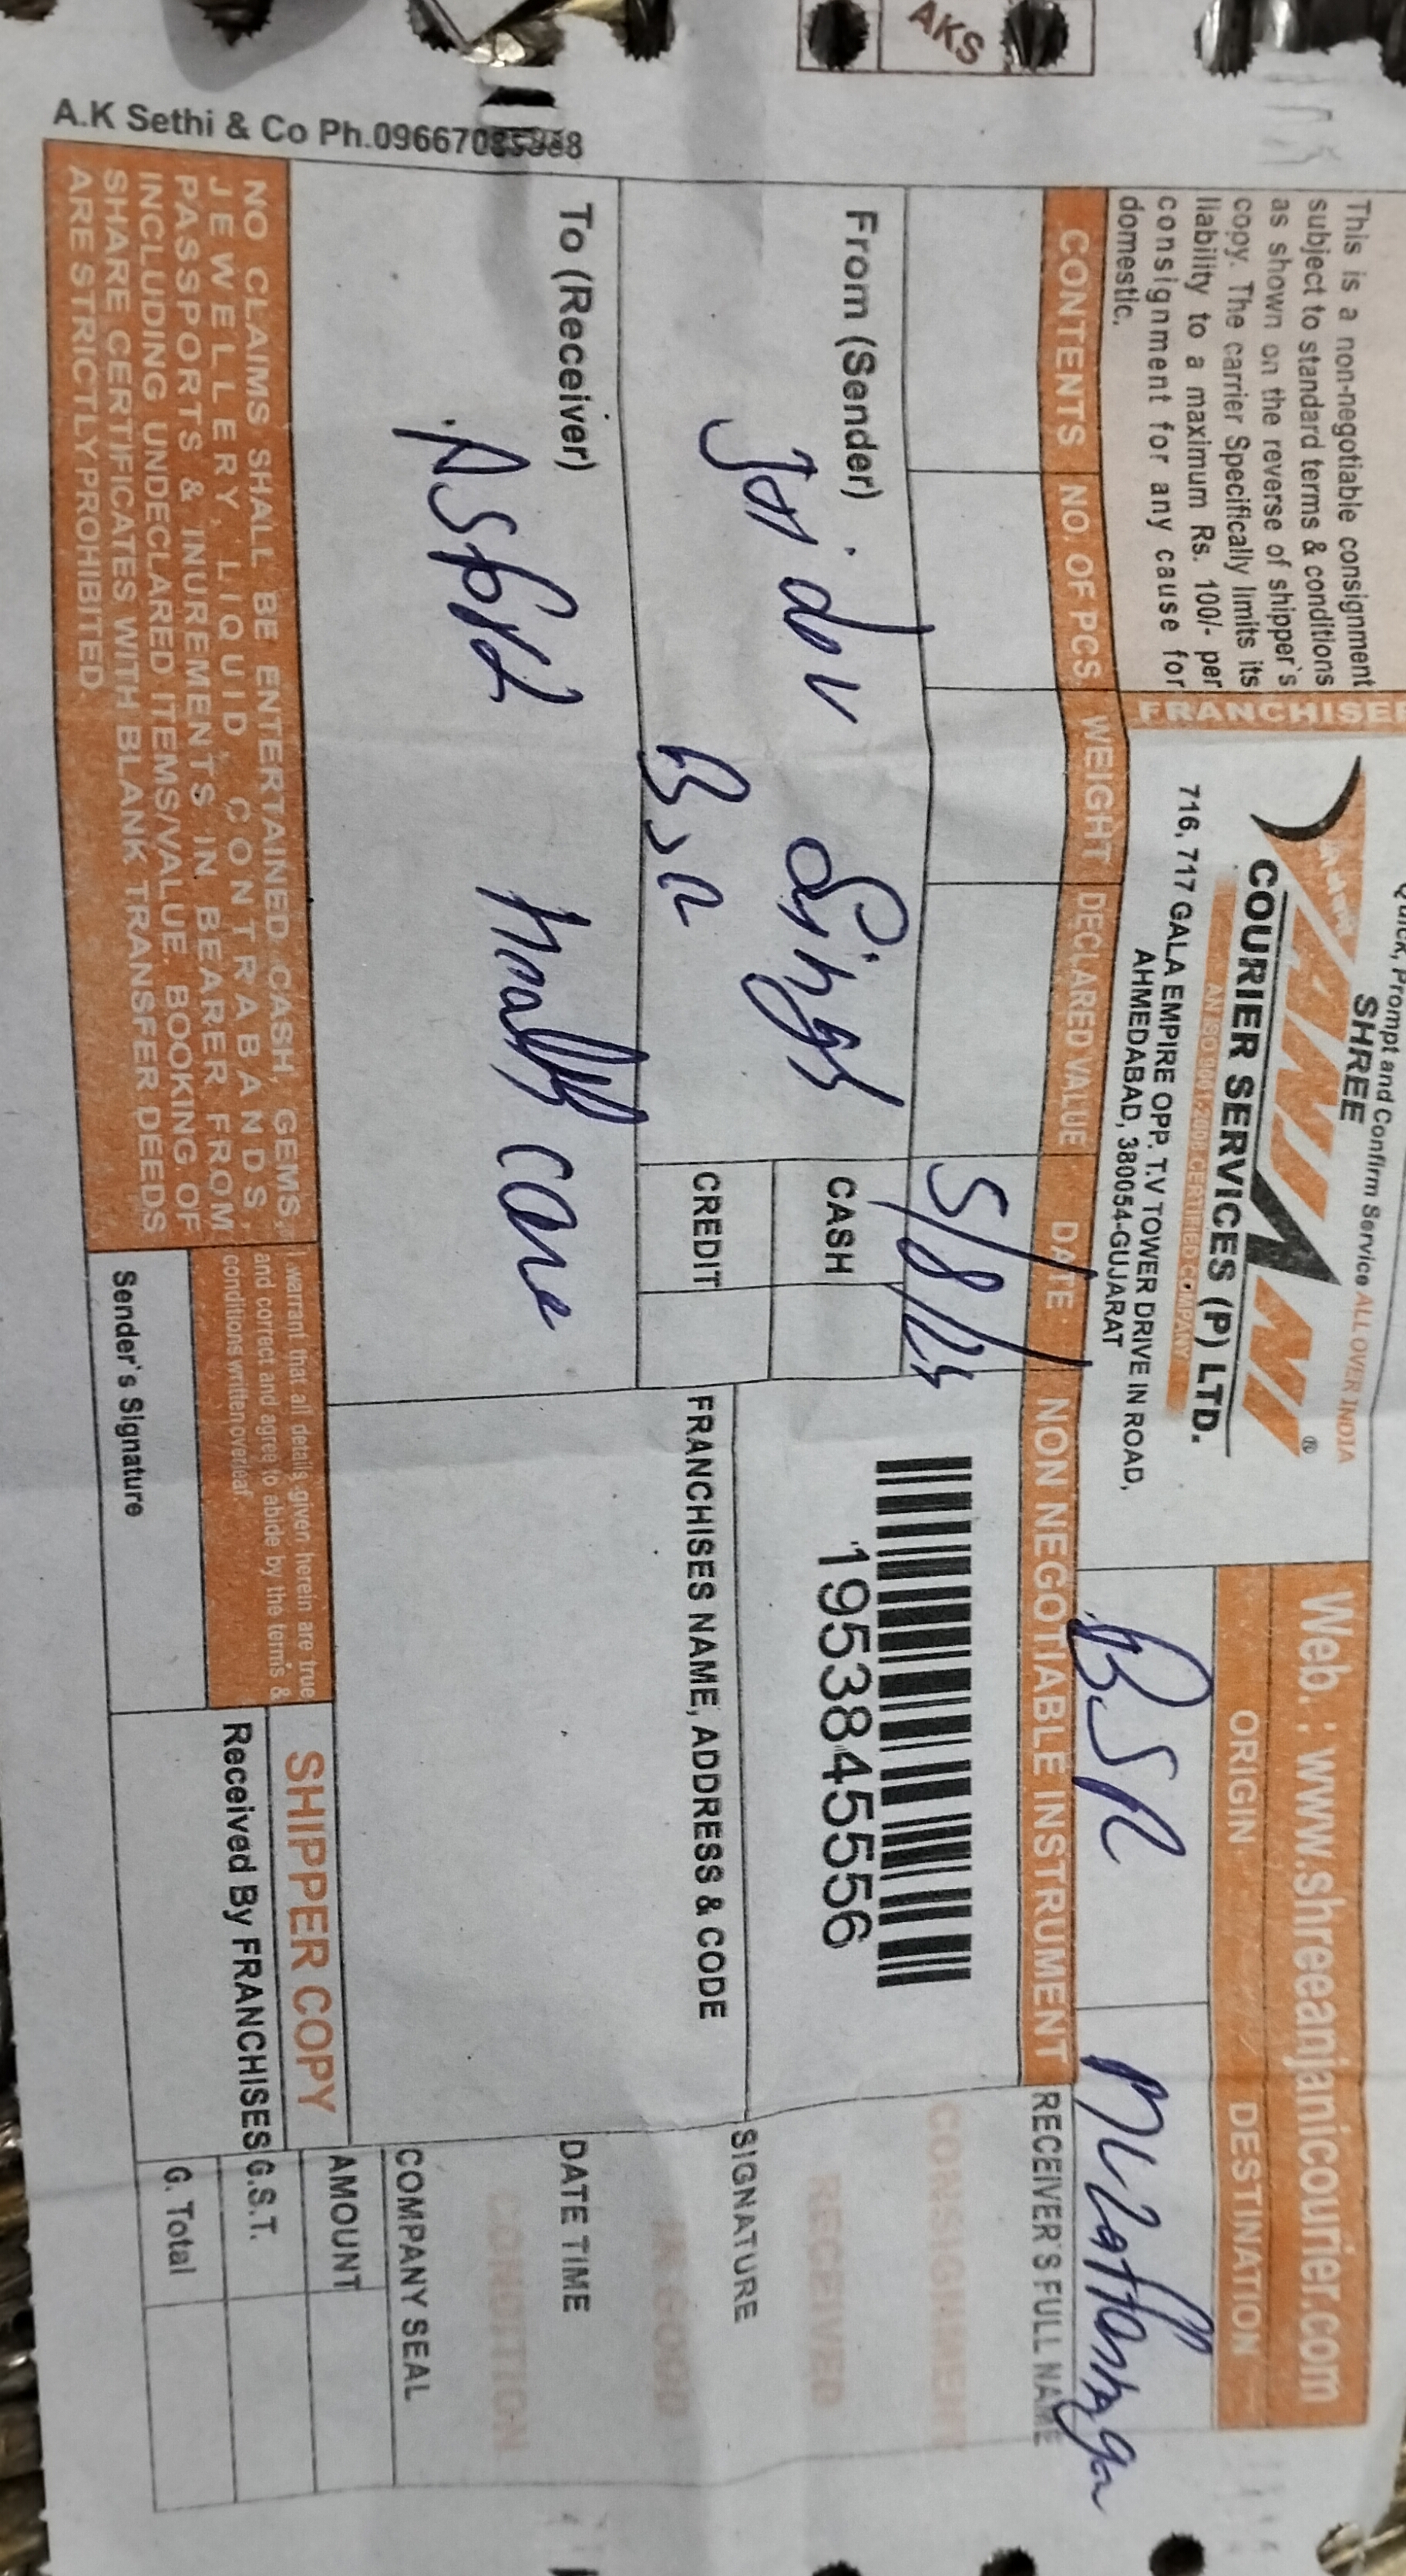 AKS
Quick, Prompt and Confirm Service ALL OVER INDIA
SHREE
COURIER SERVICES (P) LTD.
AN ISO 9001:2008 CERTIFIED COMPANY
716, 717 GALA EMPIRE OPP. T.V TOWER DRIVE IN ROAD,
AHMEDABAD, 380054-GUJARAT
This is a non-negotiable consignment
subject to standard terms & conditions
as shown on the reverse of shipper's
copy. The carrier Specifically limits its
liability to a maximum Rs. 100/- per
consignment for any cause for
domestic.
FRANCHISEE
Web. : www.shreeanjanicourier.com
ORIGIN DESTINATION
BSR
CONTENTS NO. OF PCS WEIGHT DECLARED VALUE DATE NON NEGOTIABLE INSTRUMENT
5/8/25
RECEIVER'S FULL NAME
CONSIGNMENT
RECEIVED
IN GOOD
CONDITION
From (Sender)
Singh
BSR
CASH
CREDIT
19538455556
FRANCHISES NAME, ADDRESS & CODE
SIGNATURE
DATE TIME
COMPANY SEAL
To (Receiver)
care
NO CLAIMS SHALL BE ENTERTAINED CASH, GEMS,
JEWELLERY, LIQUID, CONTRABANDS,
PASSPORTS & INUREMENTS IN BEARER FROM
INCLUDING UNDECLARED ITEMS/VALUE. BOOKING OF
SHARE CERTIFICATES WITH BLANK TRANSFER DEEDS
ARE STRICTLY PROHIBITED.
I warrant that all details given herein are true
and correct and agree to abide by the terms &
conditions written overleaf.
Sender's Signature
SHIPPER COPY
Received By FRANCHISES
AMOUNT
G.S.T.
G. Total
A.K Sethi & Co